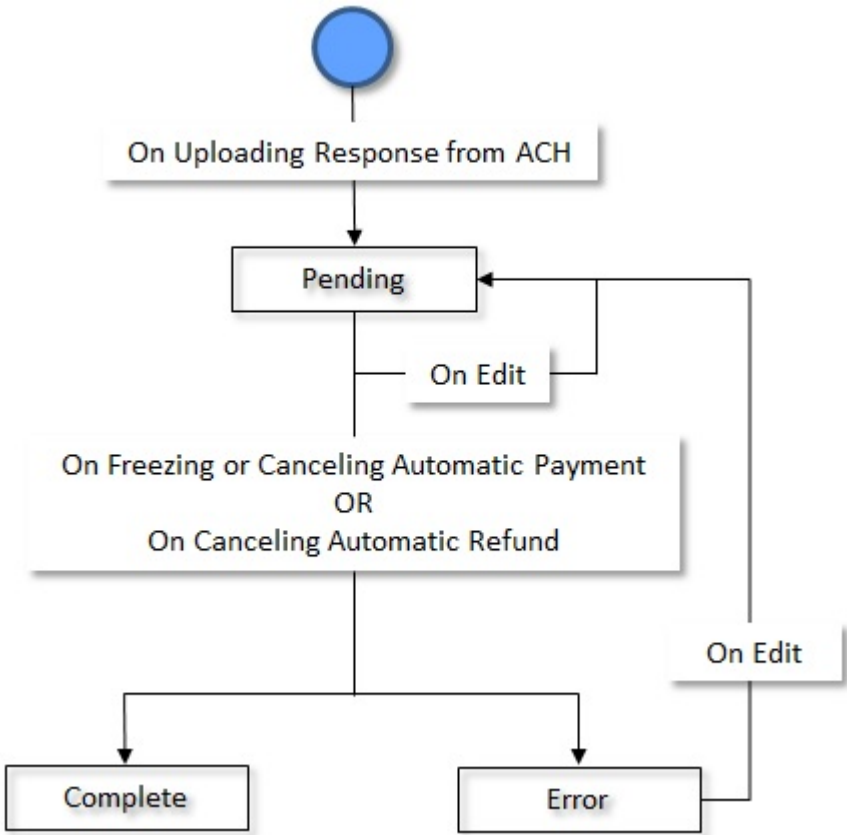 On Uploading Response from ACH
Pending
On Edit
On Freezing or Canceling Automatic Payment
OR
On Canceling Automatic Refund
On Edit
Complete
Error